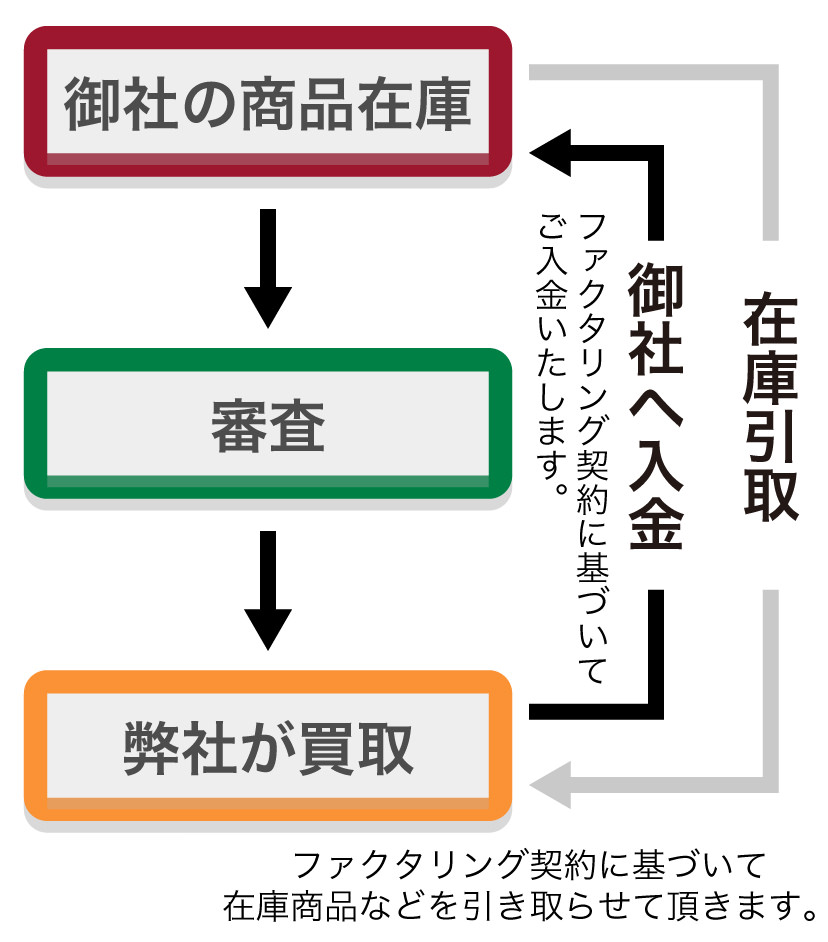 御社の商品在庫
審査
弊社が買取
在庫引取
御社へ入金
ファクタリング契約に基づいて
ご入金いたします。
ファクタリング契約に基づいて
在庫商品などを引き取らせて頂きます。